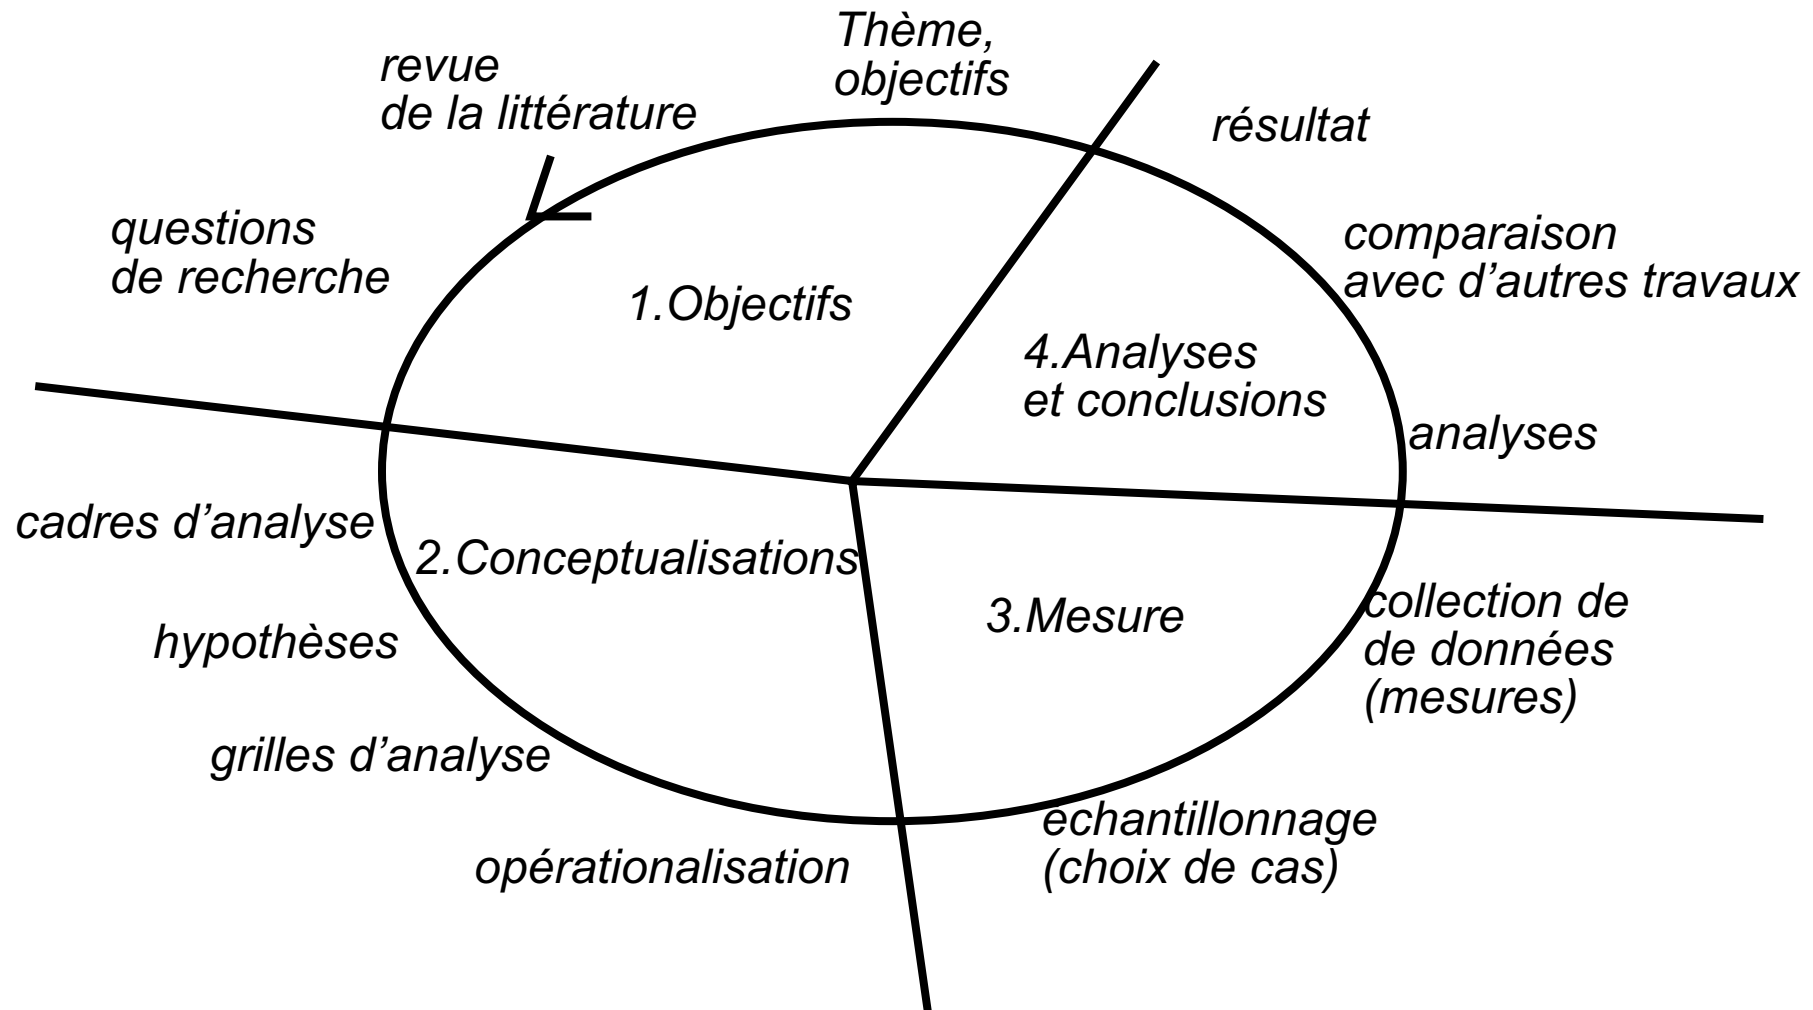 Thème,
objectifs
revue
de la littérature
résultat
questions
de recherche
comparaison
avec d’autres travaux
1.Objectifs
4.Analyses
et conclusions
analyses
cadres d’analyse
2.Conceptualisations
3.Mesure
collection de
de données
(mesures)
hypothèses
grilles d’analyse
opérationalisation
échantillonnage
(choix de cas)